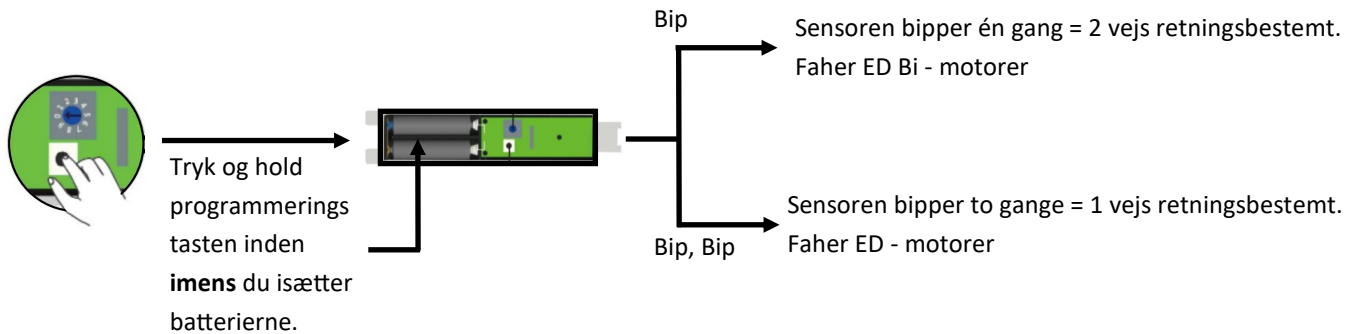 Bip
Sensoren bipper én gang = 2 vejs retningsbestemt.
Faher ED Bi - motorer
Tryk og hold
programmerings
tasten inden
imens du isætter
batterierne.
Sensoren bipper to gange = 1 vejs retningsbestemt.
Faher ED - motorer
Bip, Bip